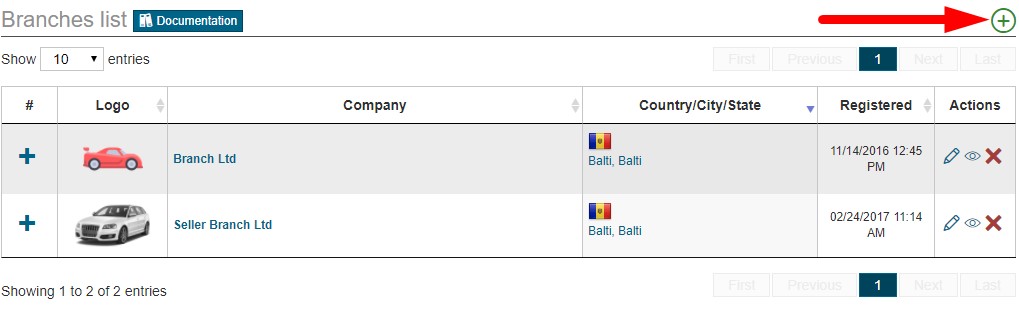 Branches list Documentation
Show 10 entries First Previous 1 Next Last
# Logo Company Country/City/State Registered Actions
Branch Ltd Balti, Balti 11/14/2016 12:45
PM
Seller Branch Ltd Balti, Balti 02/24/2017 11:14
AM
Showing 1 to 2 of 2 entries First Previous 1 Next Last